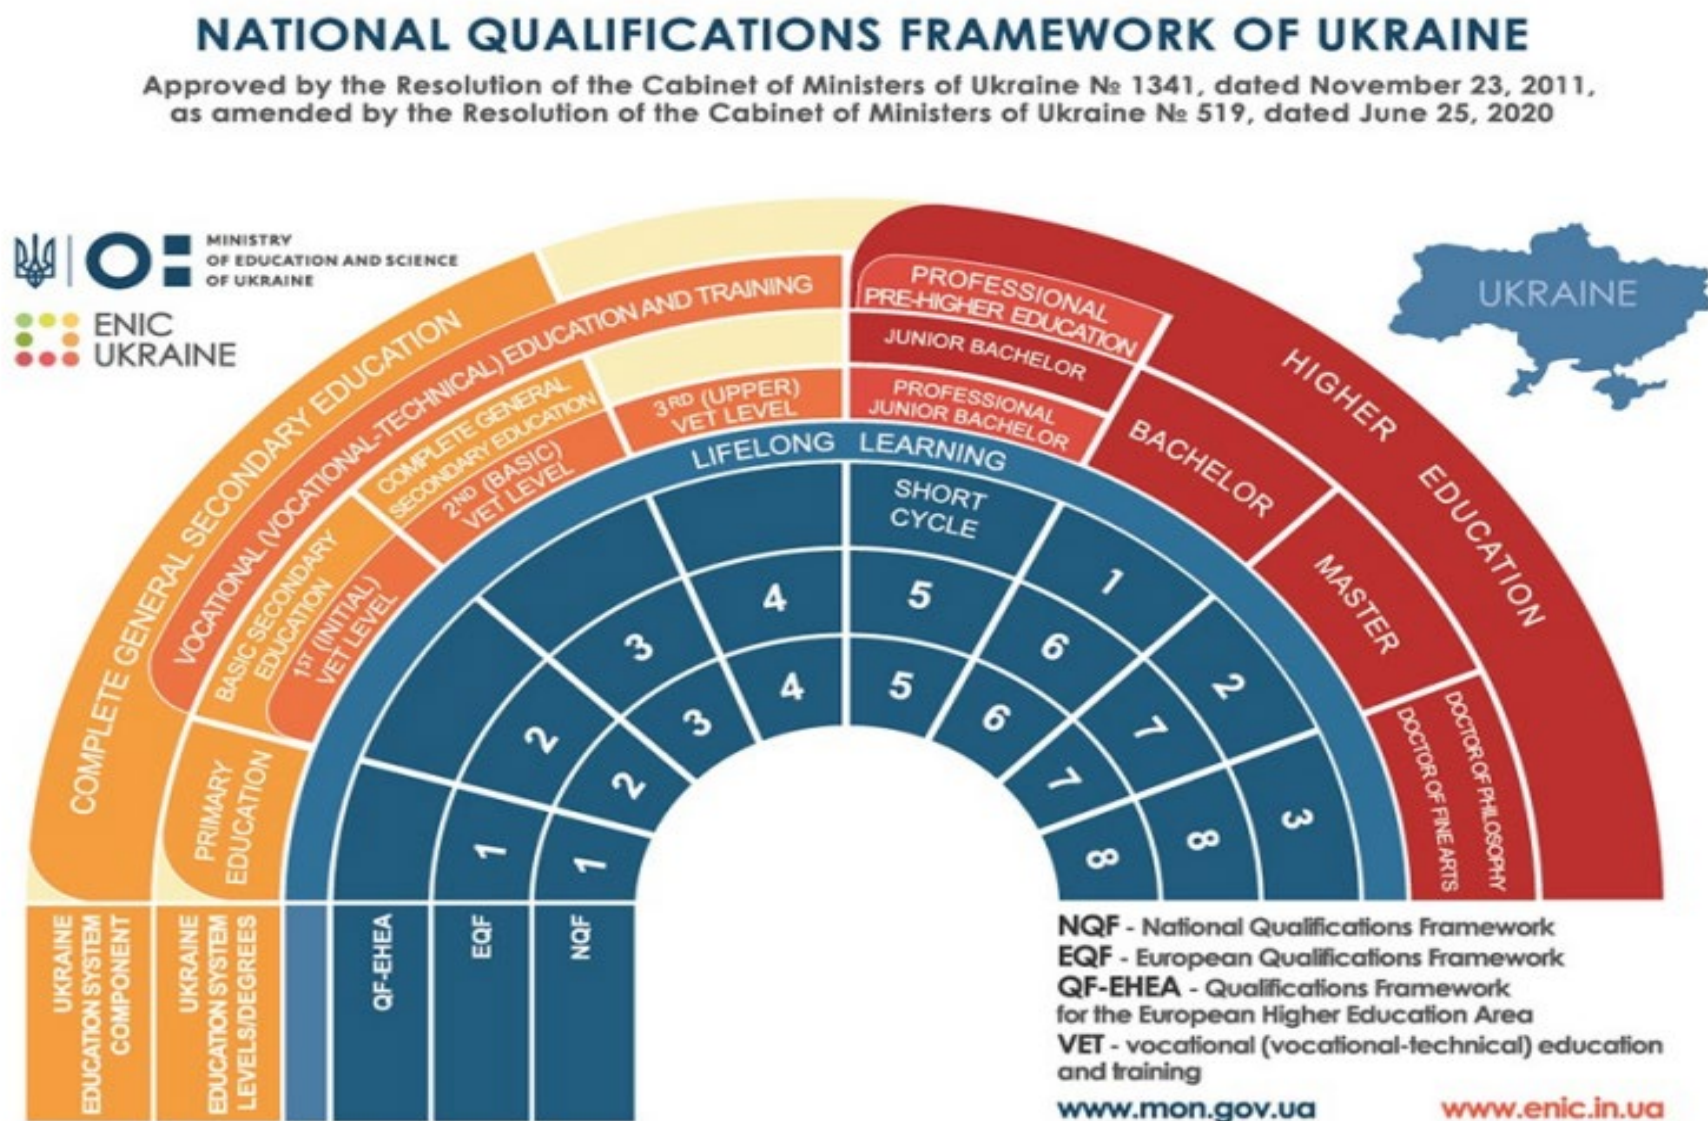 NATIONAL QUALIFICATIONS FRAMEWORK OF UKRAINE
Approved by the Resolution of the Cabinet of Ministers of Ukraine № 1341, dated November 23, 2011,
as amended by the Resolution of the Cabinet of Ministers of Ukraine № 519, dated June 25, 2020
MINISTRY
OF EDUCATION AND SCIENCE
OF UKRAINE
ENIC
UKRAINE
UKRAINE
COMPLETE GENERAL SECONDARY EDUCATION
VOCATIONAL (VOCATIONAL-TECHNICAL) EDUCATION AND TRAINING
PROFESSIONAL
PRE-HIGHER EDUCATION
HIGHER EDUCATION
PRIMARY
EDUCATION
BASIC SECONDARY
EDUCATION
1ST (INITIAL)
VET LEVEL
COMPLETE GENERAL
SECONDARY EDUCATION
2ND (BASIC)
VET LEVEL
3RD (UPPER)
VET LEVEL
JUNIOR BACHELOR
PROFESSIONAL
JUNIOR BACHELOR
BACHELOR
MASTER
DOCTOR OF PHILOSOPHY
DOCTOR OF FINE ARTS
LIFELONG LEARNING
SHORT
CYCLE
1
2
3
1
2
3
4
5
6
7
8
1
2
3
4
5
6
7
8
UKRAINE
EDUCATION SYSTEM
COMPONENT
UKRAINE
EDUCATION SYSTEM
LEVELS/DEGREES
QF-EHEA
EQF
NQF
NQF - National Qualifications Framework
EQF - European Qualifications Framework
QF-EHEA - Qualifications Framework
for the European Higher Education Area
VET - vocational (vocational-technical) education
and training
www.mon.gov.ua
www.enic.in.ua